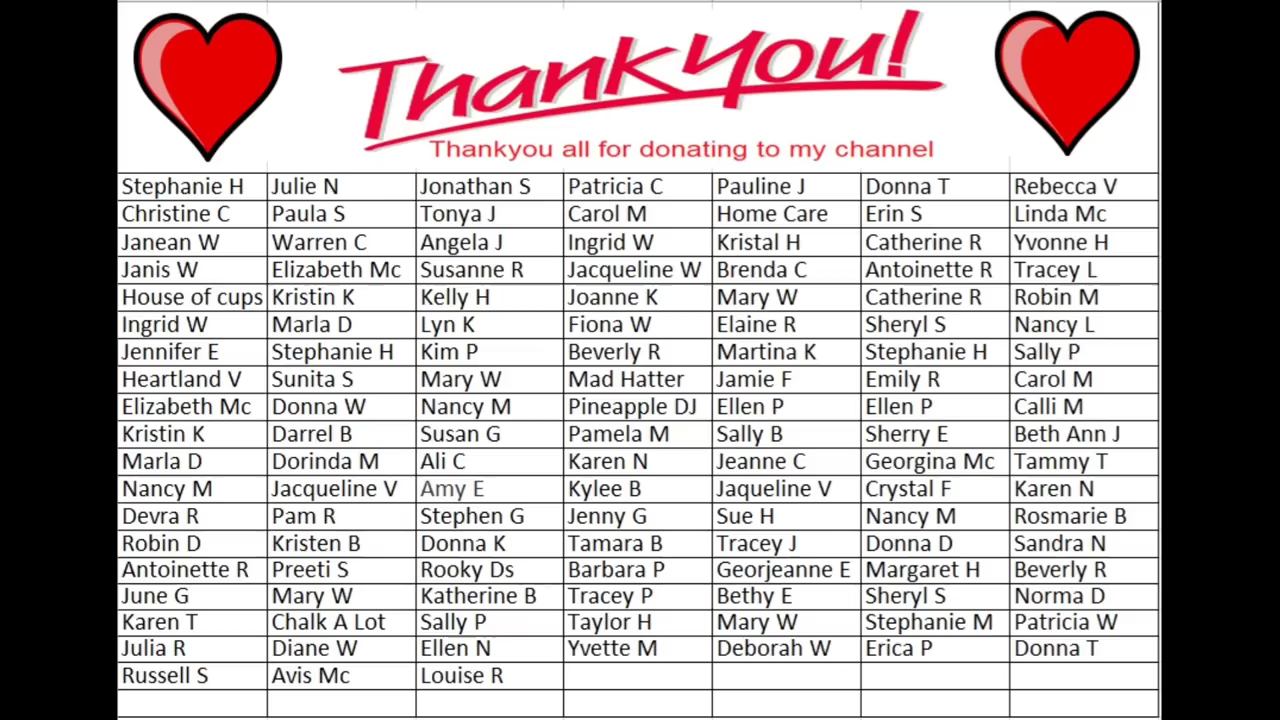 Thank you!
Thankyou all for donating to my channel
Stephanie H Julie N Jonathan S Patricia C Pauline J Donna T Rebecca V
Christine C Paula S Tonya J Carol M Home Care Erin S Linda Mc
Janean W Warren C Angela J Ingrid W Kristal H Catherine R Yvonne H
Janis W Elizabeth Mc Susanne R Jacqueline W Brenda C Antoinette R Tracey L
House of cups Kristin K Kelly H Joanne K Mary W Catherine R Robin M
Ingrid W Marla D Lyn K Fiona W Elaine R Sheryl S Nancy L
Jennifer E Stephanie H Kim P Beverly R Martina K Stephanie H Sally P
Heartland V Sunita S Mary W Mad Hatter Jamie F Emily R Carol M
Elizabeth Mc Donna W Nancy M Pineapple DJ Ellen P Ellen P Calli M
Kristin K Darrel B Susan G Pamela M Sally B Sherry E Beth Ann J
Marla D Dorinda M Ali C Karen N Jeanne C Georgina Mc Tammy T
Nancy M Jacqueline V Amy E Kylee B Jaqueline V Crystal F Karen N
Devra R Pam R Stephen G Jenny G Sue H Nancy M Rosmarie B
Robin D Kristen B Donna K Tamara B Tracey J Donna D Sandra N
Antoinette R Preeti S Rooky Ds Barbara P Georjeanne E Margaret H Beverly R
June G Mary W Katherine B Tracey P Bethy E Sheryl S Norma D
Karen T Chalk A Lot Sally P Taylor H Mary W Stephanie M Patricia W
Julia R Diane W Ellen N Yvette M Deborah W Erica P Donna T
Russell S Avis Mc Louise R